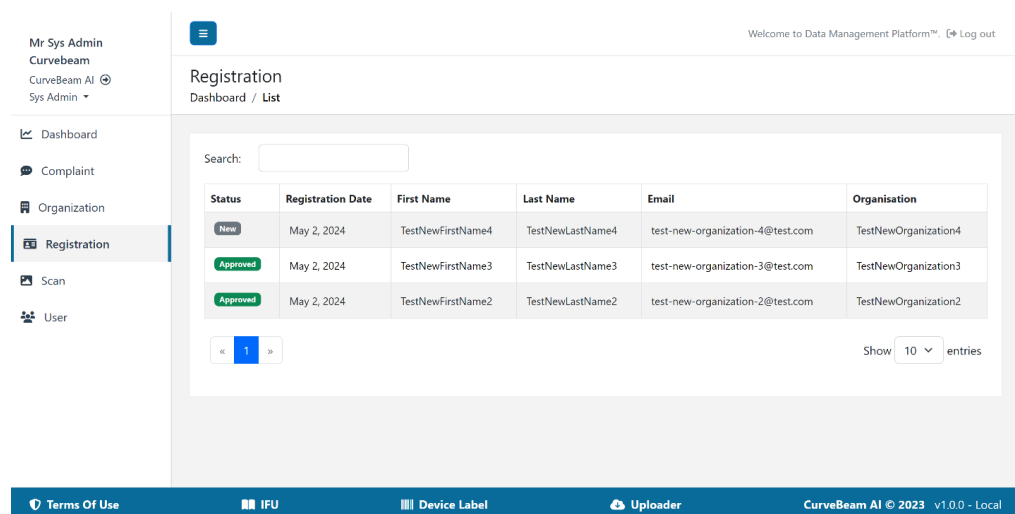 Mr Sys Admin
Curvebeam
CurveBeam AI
Sys Admin
Dashboard
Complaint
Organization
Registration
Scan
User
Welcome to Data Management Platform™. Log out
Registration
Dashboard / List
Search:
Status Registration Date First Name Last Name Email Organisation
New May 2, 2024 TestNewFirstName4 TestNewLastName4 test-new-organization-4@test.com TestNewOrganization4
Approved May 2, 2024 TestNewFirstName3 TestNewLastName3 test-new-organization-3@test.com TestNewOrganization3
Approved May 2, 2024 TestNewFirstName2 TestNewLastName2 test-new-organization-2@test.com TestNewOrganization2
« 1 » Show 10 entries
Terms Of Use IFU Device Label Uploader CurveBeam AI © 2023 v1.0.0 - Local